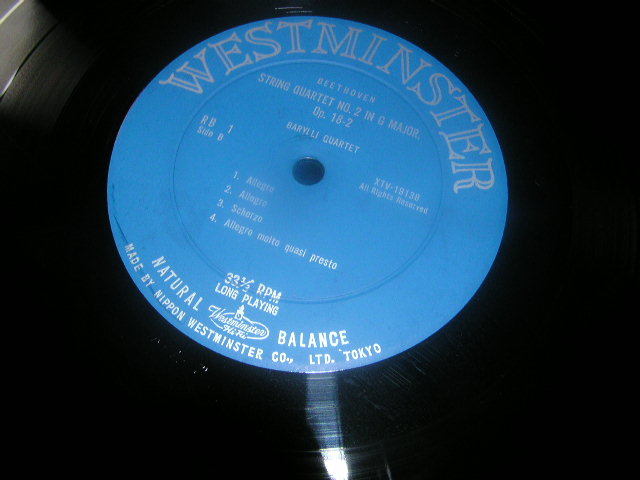 WESTMINSTER
BEETHOVEN
STRING QUARTET NO. 2 IN G MAJOR.
Op. 18-2
BARYLLI QUARTET
RB 1
Side B
XTV-19139
All Rights Reserved
1. Allegro
2. Allegro
3. Scherzo
4. Allegro molto quasi presto
33⅓ RPM
LONG PLAYING
Westminster
Hi-Fi
NATURAL BALANCE
MADE BY NIPPON WESTMINSTER CO., LTD. TOKYO